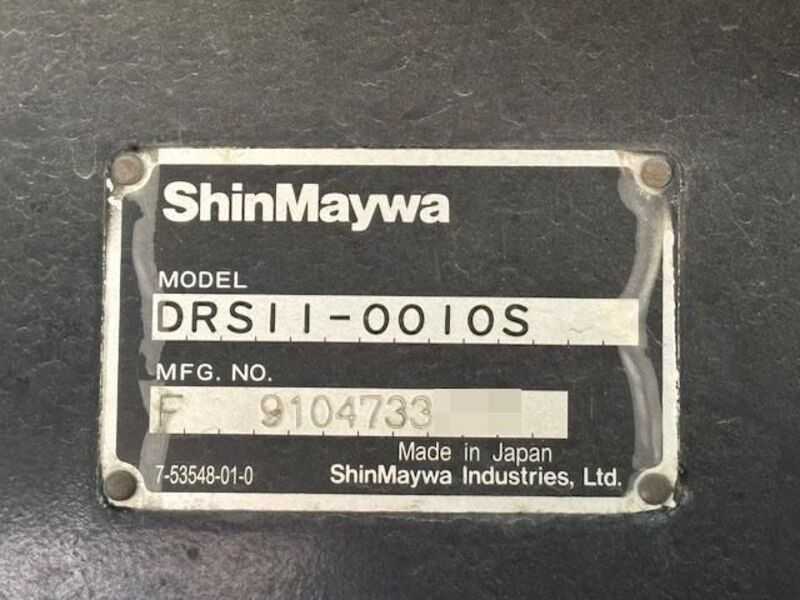 ShinMaywa
MODEL
DRS11-0010S
MFG. NO.
F 9104733
Made in Japan
7-53548-01-0 ShinMaywa Industries, Ltd.